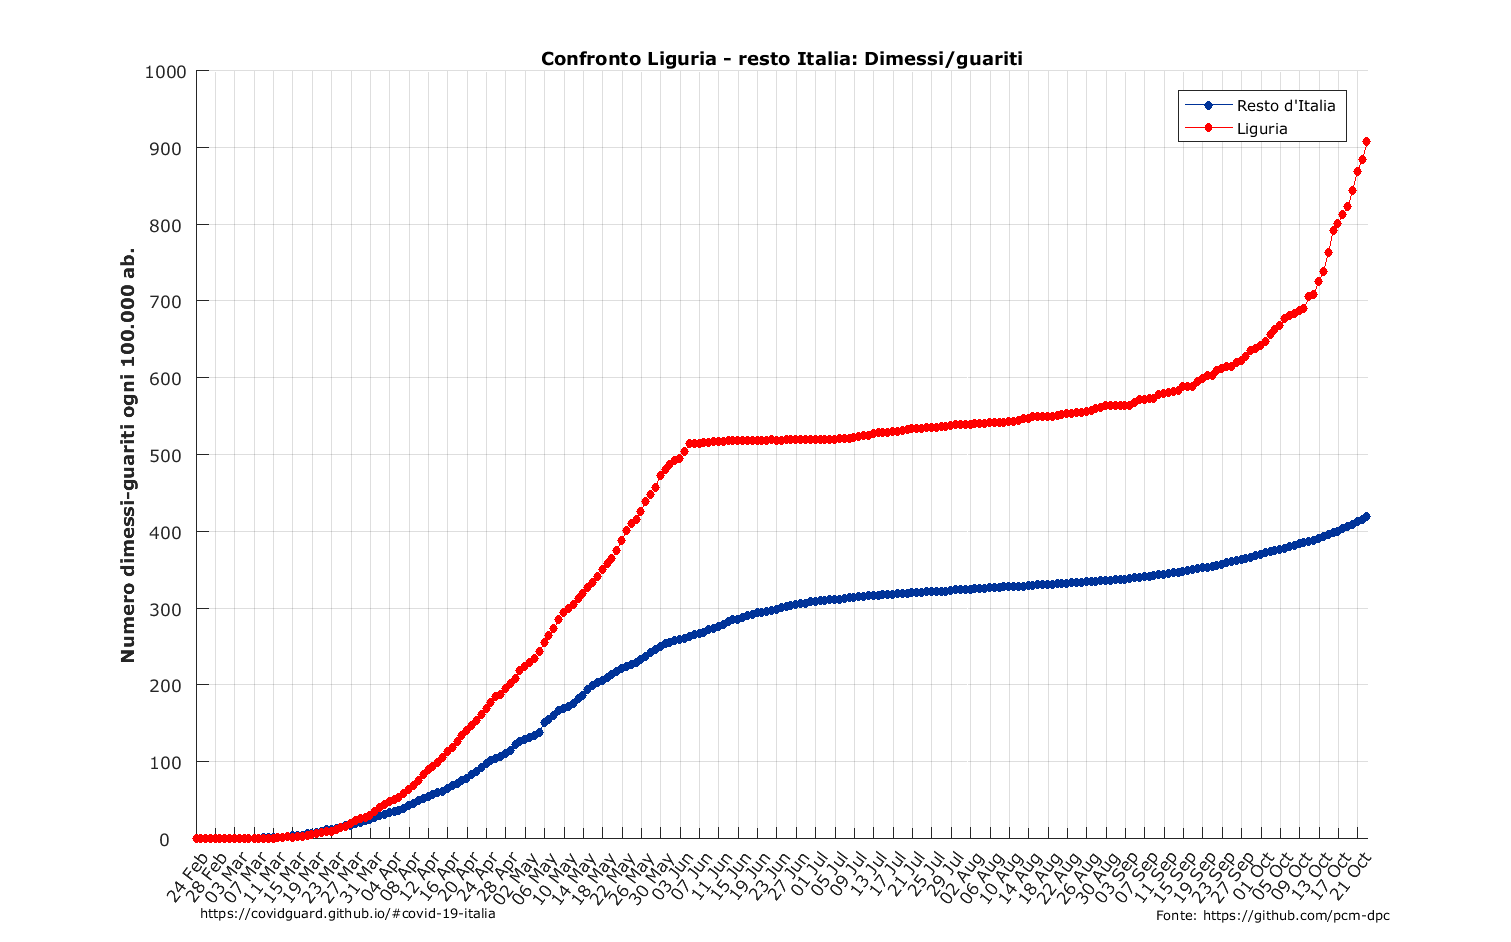 Confronto Liguria - resto Italia: Dimessi/guariti
Resto d'Italia
Liguria
Numero dimessi-guariti ogni 100.000 ab.
1000
900
800
700
600
500
400
300
200
100
0
24 Feb
28 Feb
03 Mar
07 Mar
11 Mar
15 Mar
19 Mar
23 Mar
27 Mar
31 Mar
04 Apr
08 Apr
12 Apr
16 Apr
20 Apr
24 Apr
28 Apr
02 May
06 May
10 May
14 May
18 May
22 May
26 May
30 May
03 Jun
07 Jun
11 Jun
15 Jun
19 Jun
23 Jun
27 Jun
01 Jul
05 Jul
09 Jul
13 Jul
17 Jul
21 Jul
25 Jul
29 Jul
02 Aug
06 Aug
10 Aug
14 Aug
18 Aug
22 Aug
26 Aug
30 Aug
03 Sep
07 Sep
11 Sep
15 Sep
19 Sep
23 Sep
27 Sep
01 Oct
05 Oct
09 Oct
13 Oct
17 Oct
21 Oct
https://covidguard.github.io/#covid-19-italia
Fonte: https://github.com/pcm-dpc